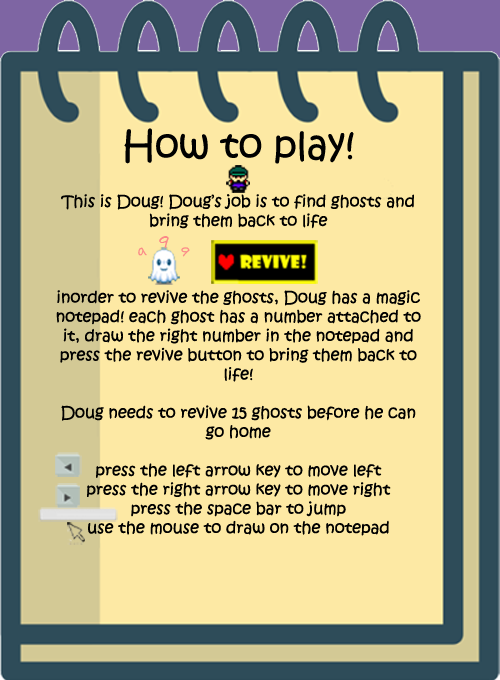 How to play!
This is Doug! Doug's job is to find ghosts and
bring them back to life
REVIVE!
inorder to revive the ghosts, Doug has a magic
notepad! each ghost has a number attached to
it, draw the right number in the notepad and
press the revive button to bring them back to
life!
Doug needs to revive 15 ghosts before he can
go home
press the left arrow key to move left
press the right arrow key to move right
press the space bar to jump
use the mouse to draw on the notepad